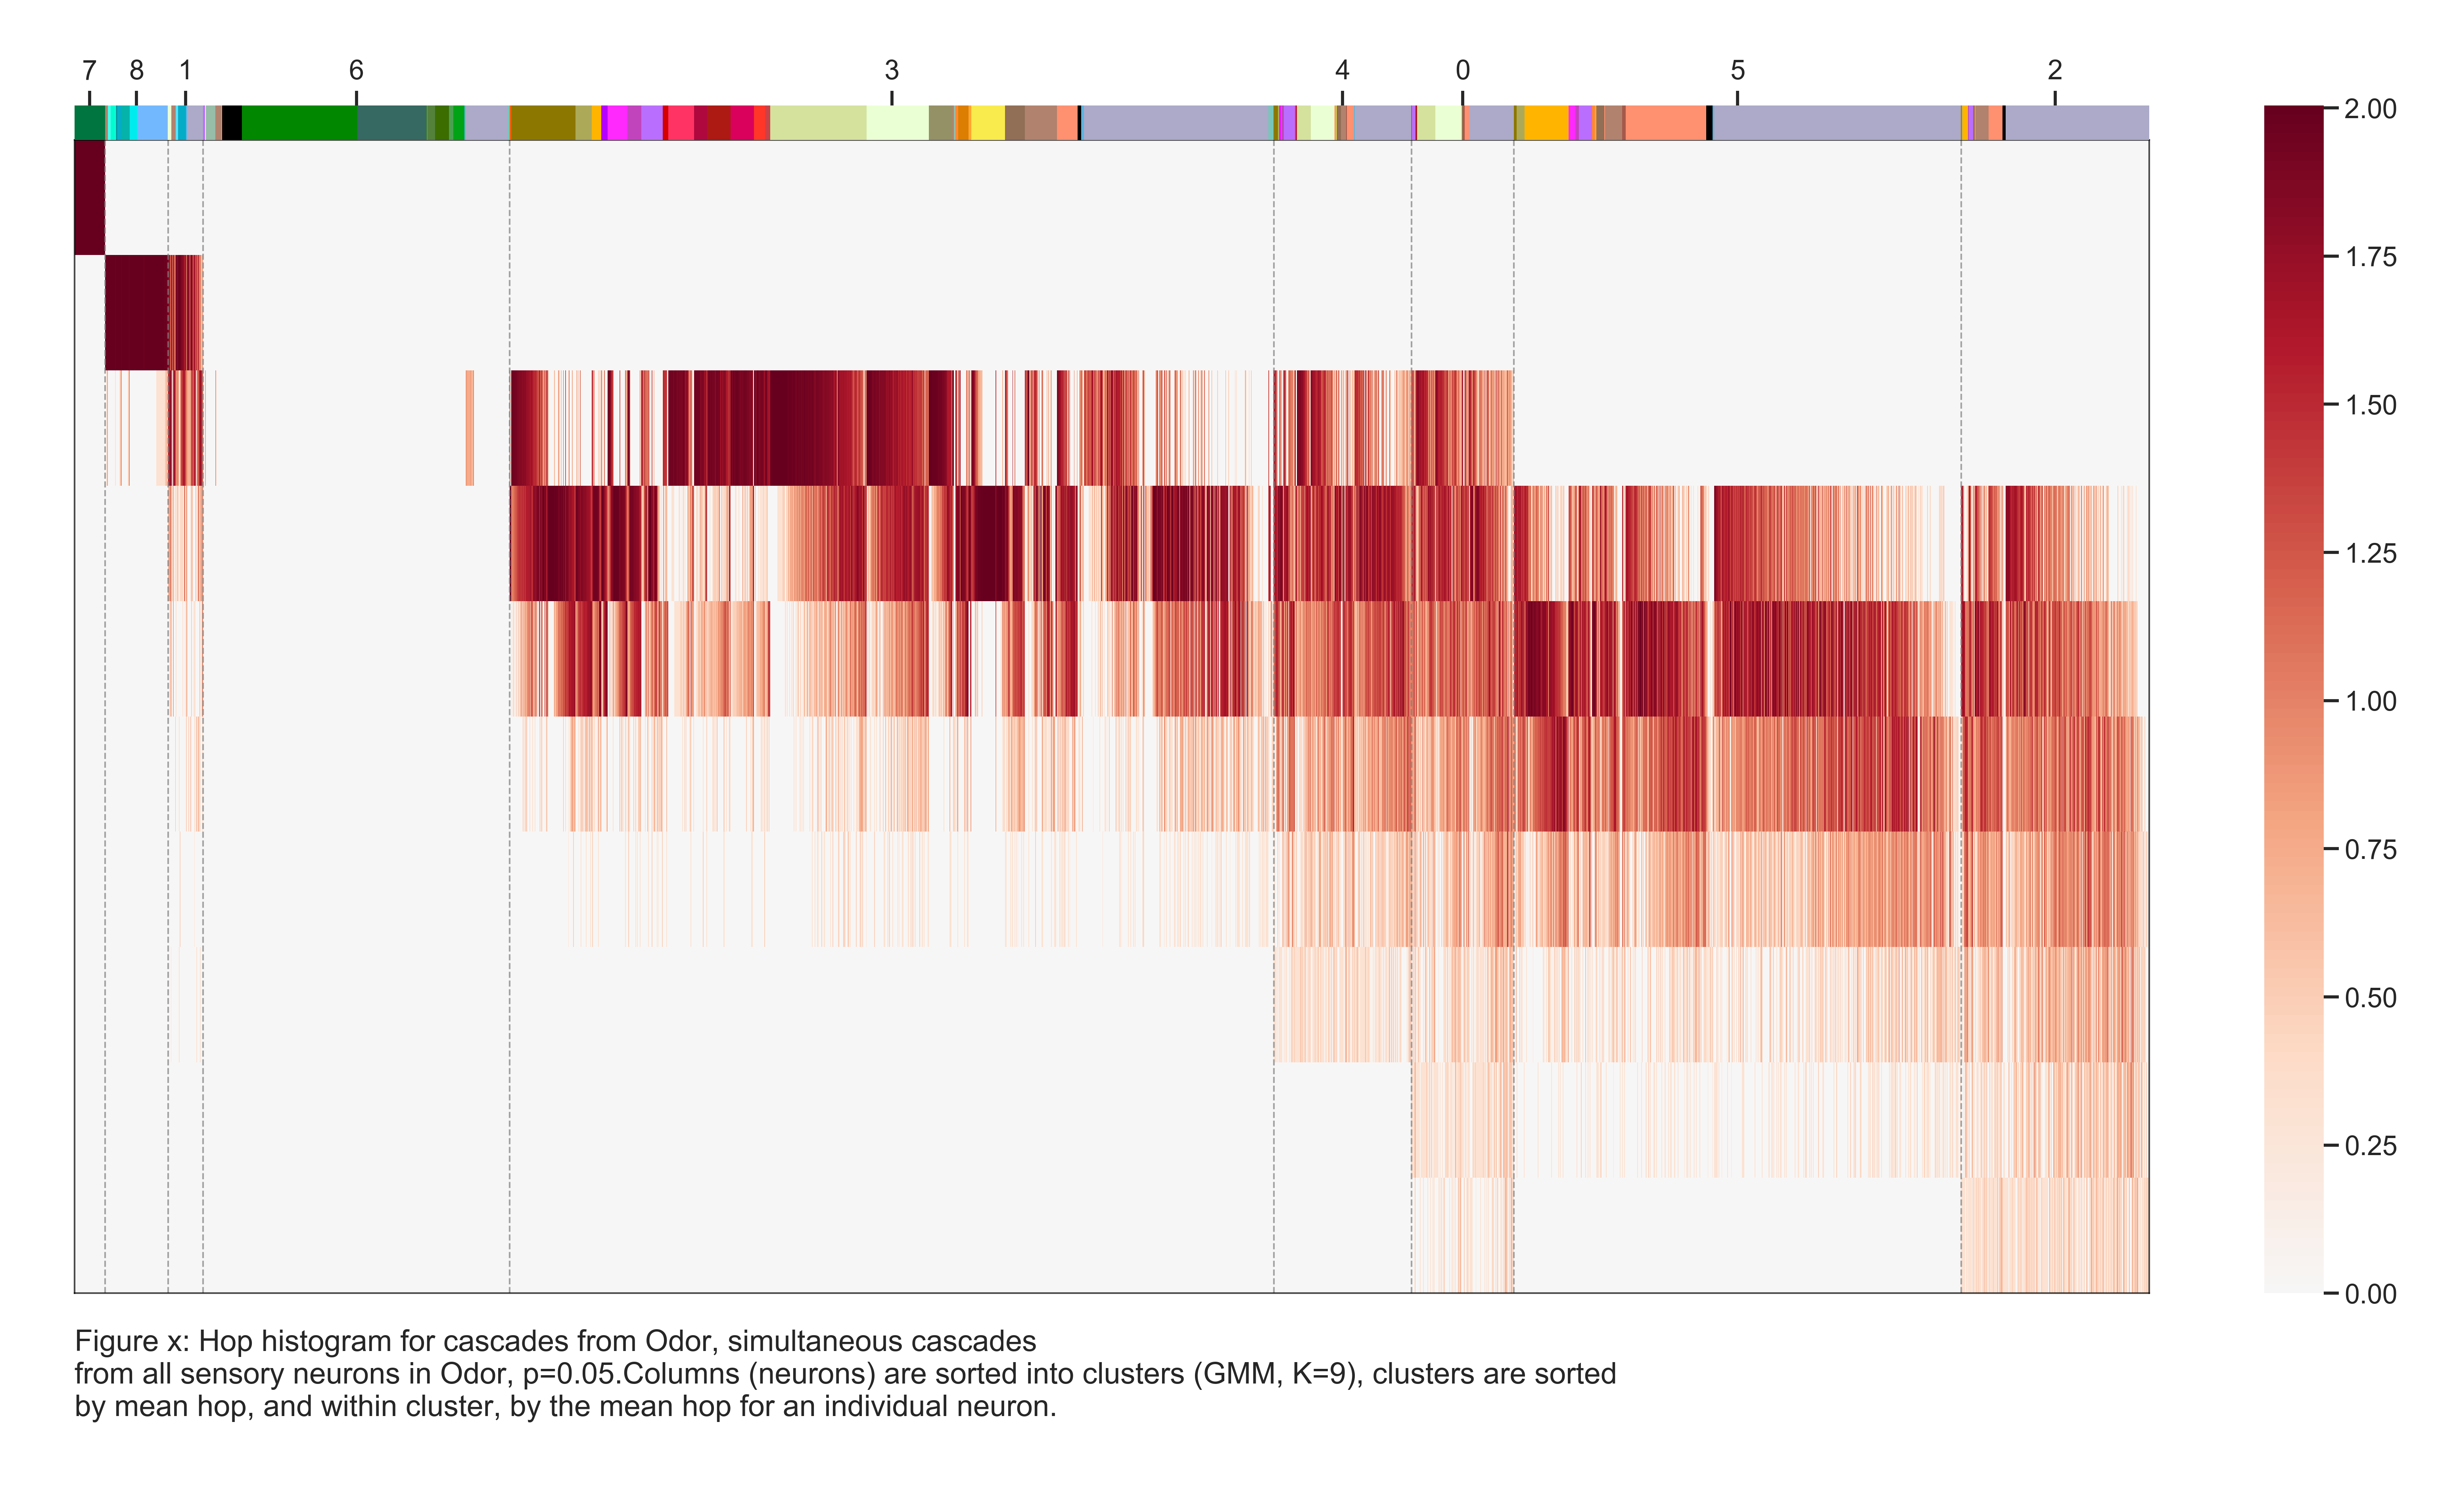 7 8 1 6 3 4 0 5 2
2.00
1.75
1.50
1.25
1.00
0.75
0.50
0.25
0.00
Figure x: Hop histogram for cascades from Odor, simultaneous cascades
from all sensory neurons in Odor, p=0.05.Columns (neurons) are sorted into clusters (GMM, K=9), clusters are sorted
by mean hop, and within cluster, by the mean hop for an individual neuron.